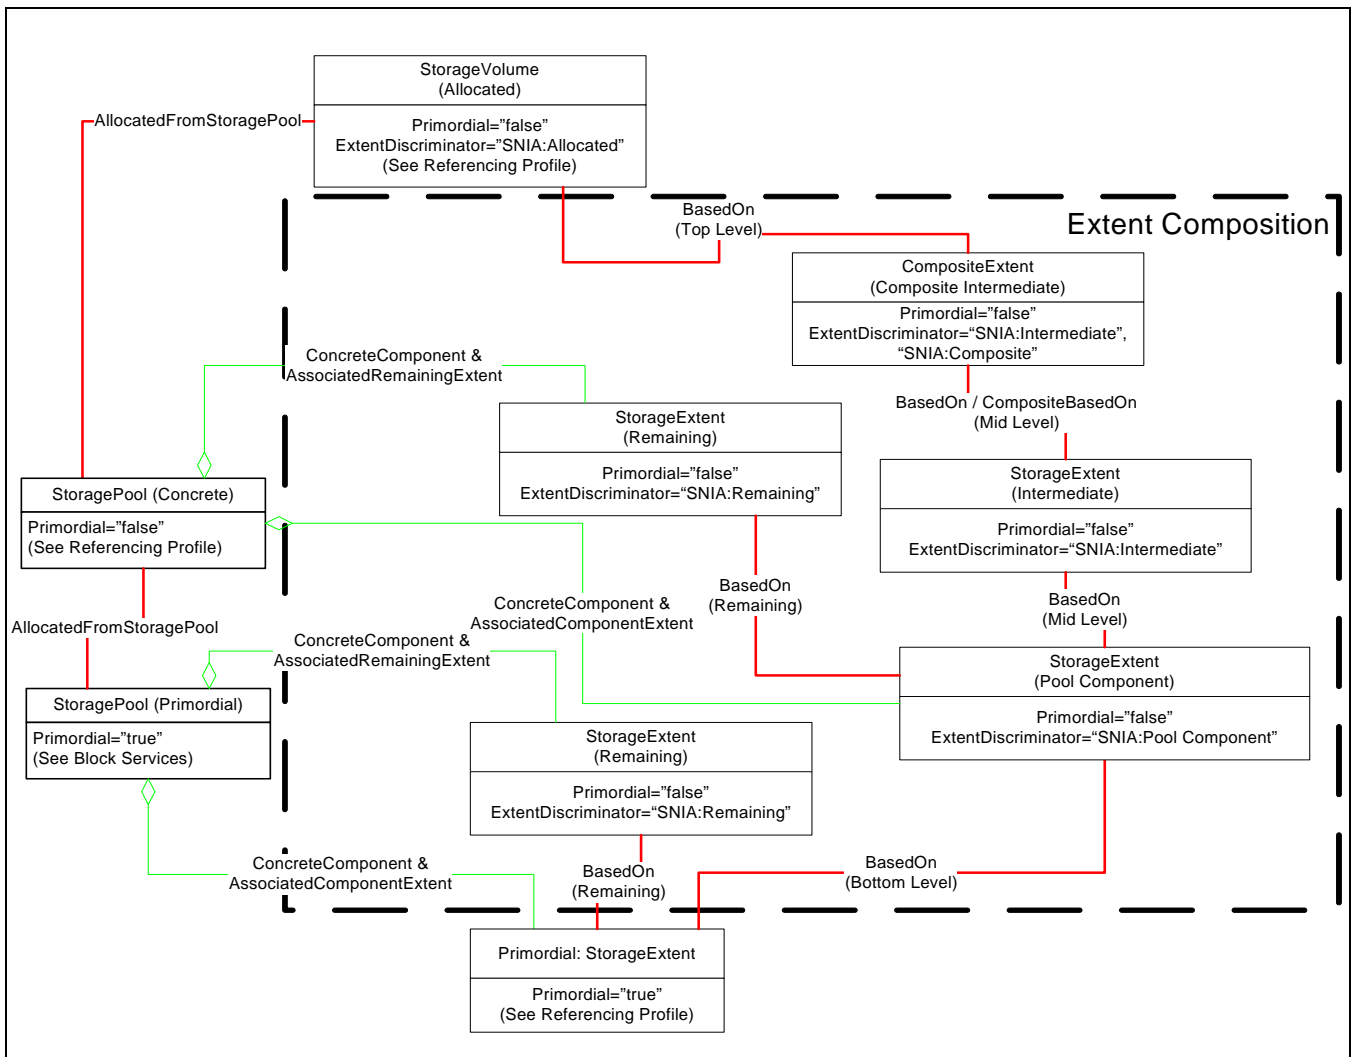 StorageVolume
(Allocated)
AllocatedFromStoragePool
Primordial=”false”
ExtentDiscriminator=”SNIA:Allocated”
(See Referencing Profile)
BasedOn
(Top Level)
Extent Composition
CompositeExtent
(Composite Intermediate)
Primordial=”false”
ExtentDiscriminator=“SNIA:Intermediate”,
“SNIA:Composite”
ConcreteComponent &
AssociatedRemainingExtent
BasedOn / CompositeBasedOn
(Mid Level)
StorageExtent
(Remaining)
Primordial=”false”
ExtentDiscriminator=“SNIA:Remaining”
StorageExtent
(Intermediate)
Primordial=”false”
ExtentDiscriminator=“SNIA:Intermediate”
StoragePool (Concrete)
Primordial=”false”
(See Referencing Profile)
BasedOn
(Remaining)
BasedOn
(Mid Level)
ConcreteComponent &
AssociatedComponentExtent
AllocatedFromStoragePool
ConcreteComponent &
AssociatedRemainingExtent
StorageExtent
(Pool Component)
Primordial=”false”
ExtentDiscriminator=“SNIA:Pool Component”
StoragePool (Primordial)
Primordial=”true”
(See Block Services)
StorageExtent
(Remaining)
Primordial=”false”
ExtentDiscriminator=“SNIA:Remaining”
ConcreteComponent &
AssociatedComponentExtent
BasedOn
(Remaining)
BasedOn
(Bottom Level)
Primordial: StorageExtent
Primordial=”true”
(See Referencing Profile)